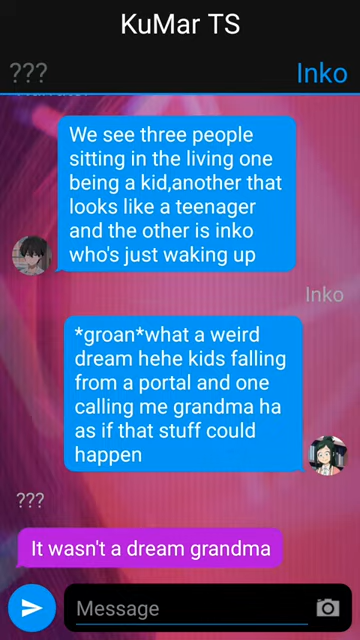 KuMar TS
??? Inko
We see three people
sitting in the living one
being a kid,another that
looks like a teenager
and the other is inko
who's just waking up
Inko
*groan*what a weird
dream hehe kids falling
from a portal and one
calling me grandma ha
as if that stuff could
happen
???
It wasn't a dream grandma
Message